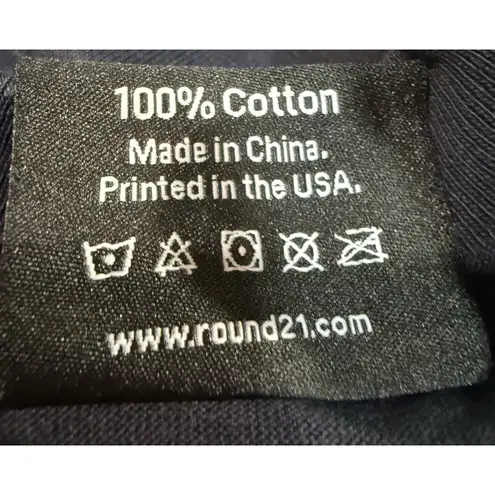 100% Cotton
Made in China.
Printed in the USA.
www.round21.com